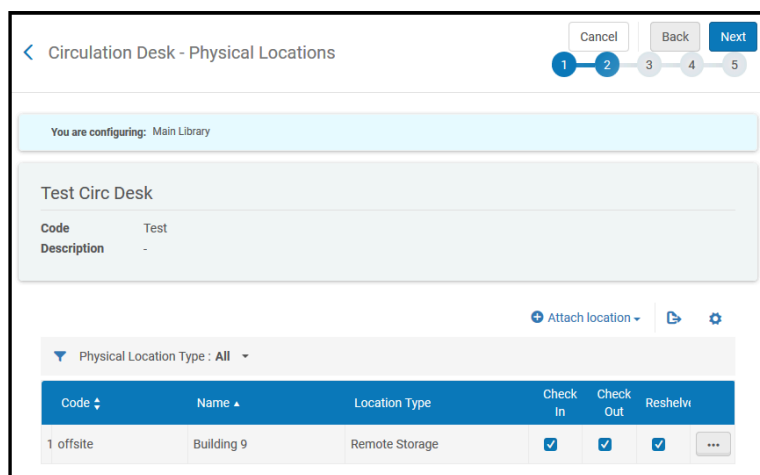 Cancel Back Next
Circulation Desk - Physical Locations
1 2 3 4 5
You are configuring: Main Library
Test Circ Desk
Code Test
Description -
Attach location
Physical Location Type : All
Code Name Location Type Check In Check Out Reshelve
1 offsite Building 9 Remote Storage